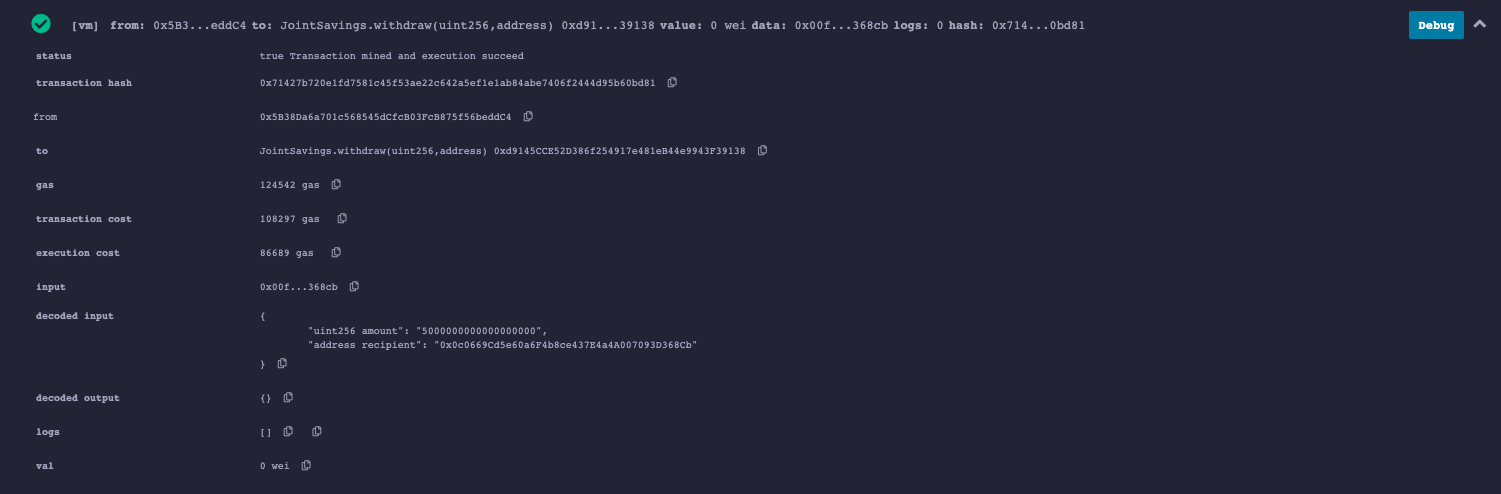 [vm] from: 0x5B3...eddC4 to: JointSavings.withdraw(uint256,address) 0xd91...39138 value: 0 wei data: 0x00f...368cb logs: 0 hash: 0x714...0bd81 Debug
status true Transaction mined and execution succeed
transaction hash 0x71427b720e1fd7581c45f53ae22c642a5ef1e1ab84abe7406f2444d95b60bd81
from 0x5B38Da6a701c568545dCfcB03FcB875f56beddC4
to JointSavings.withdraw(uint256,address) 0xd9145CCE52D386f254917e481eB44e9943F39138
gas 124542 gas
transaction cost 108297 gas
execution cost 86689 gas
input 0x00f...368cb
decoded input {
"uint256 amount": "5000000000000000000",
"address recipient": "0x0c0669Cd5e60a6F4b8ce437E4a4A007093D368Cb"
}
decoded output {}
logs []
val 0 wei